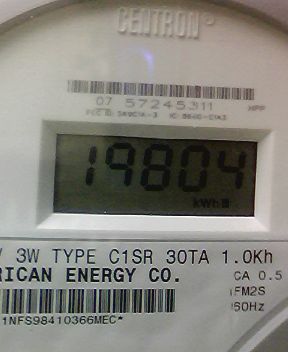 CENTRON
07 57245311 HPP
19804
kWh
V 3W TYPE C1SR 30TA 1.0Kh
RICAN ENERGY CO.
CA 0.5
FM2S
60Hz
1NFS98410366MEC*